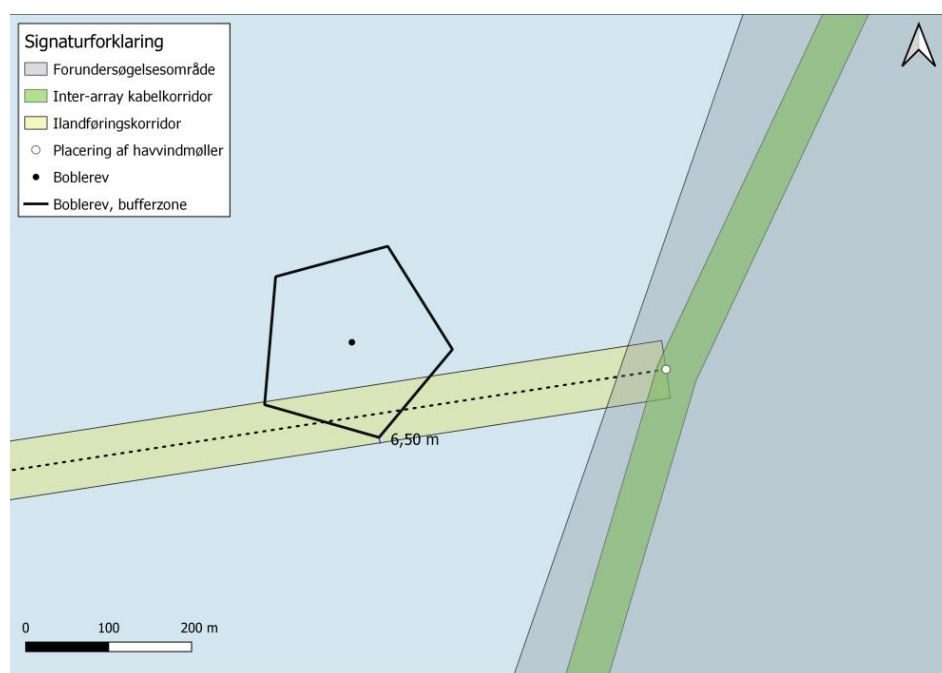 Signaturforklaring
Forundersøgelsesområde
Inter-array kabelkorridor
Ilandføringskorridor
Placering af havvindmøller
Boblerev
Boblerev, bufferzone
6,50 m
0 100 200 m